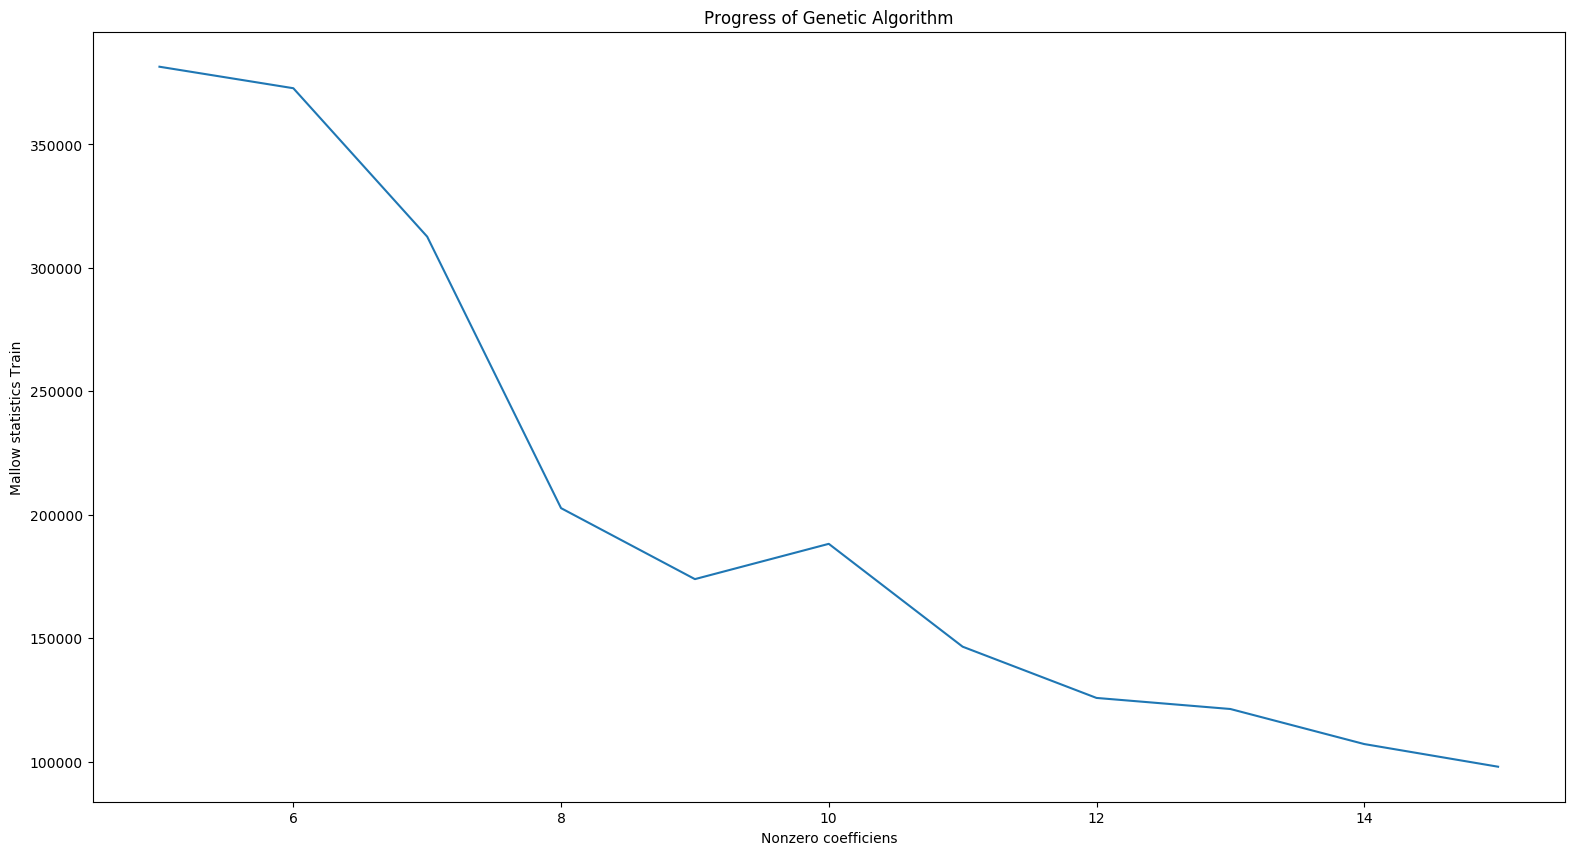 Progress of Genetic Algorithm
350000
300000
250000
200000
150000
100000
Mallow statistics Train
6 8 10 12 14
Nonzero coefficiens